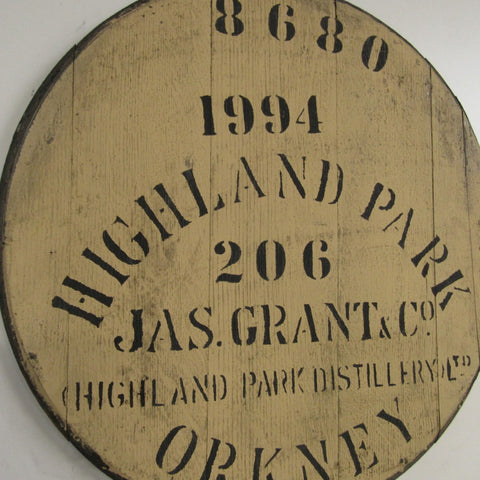 8680
1994
HIGHLAND PARK
206
JAS. GRANT & Co.
(HIGHLAND PARK DISTILLERY) LTD
ORKNEY